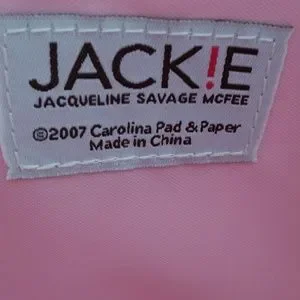 JACK!E
JACQUELINE SAVAGE MCFEE
©2007 Carolina Pad & Paper
Made in China